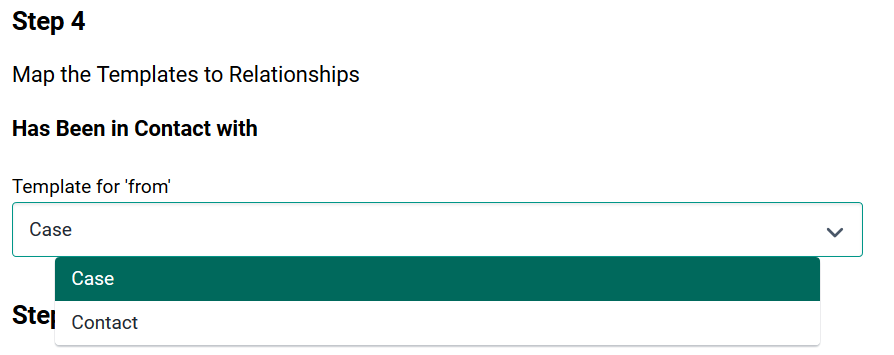 Step 4
Map the Templates to Relationships
Has Been in Contact with
Template for 'from'
Case
Case
Contact